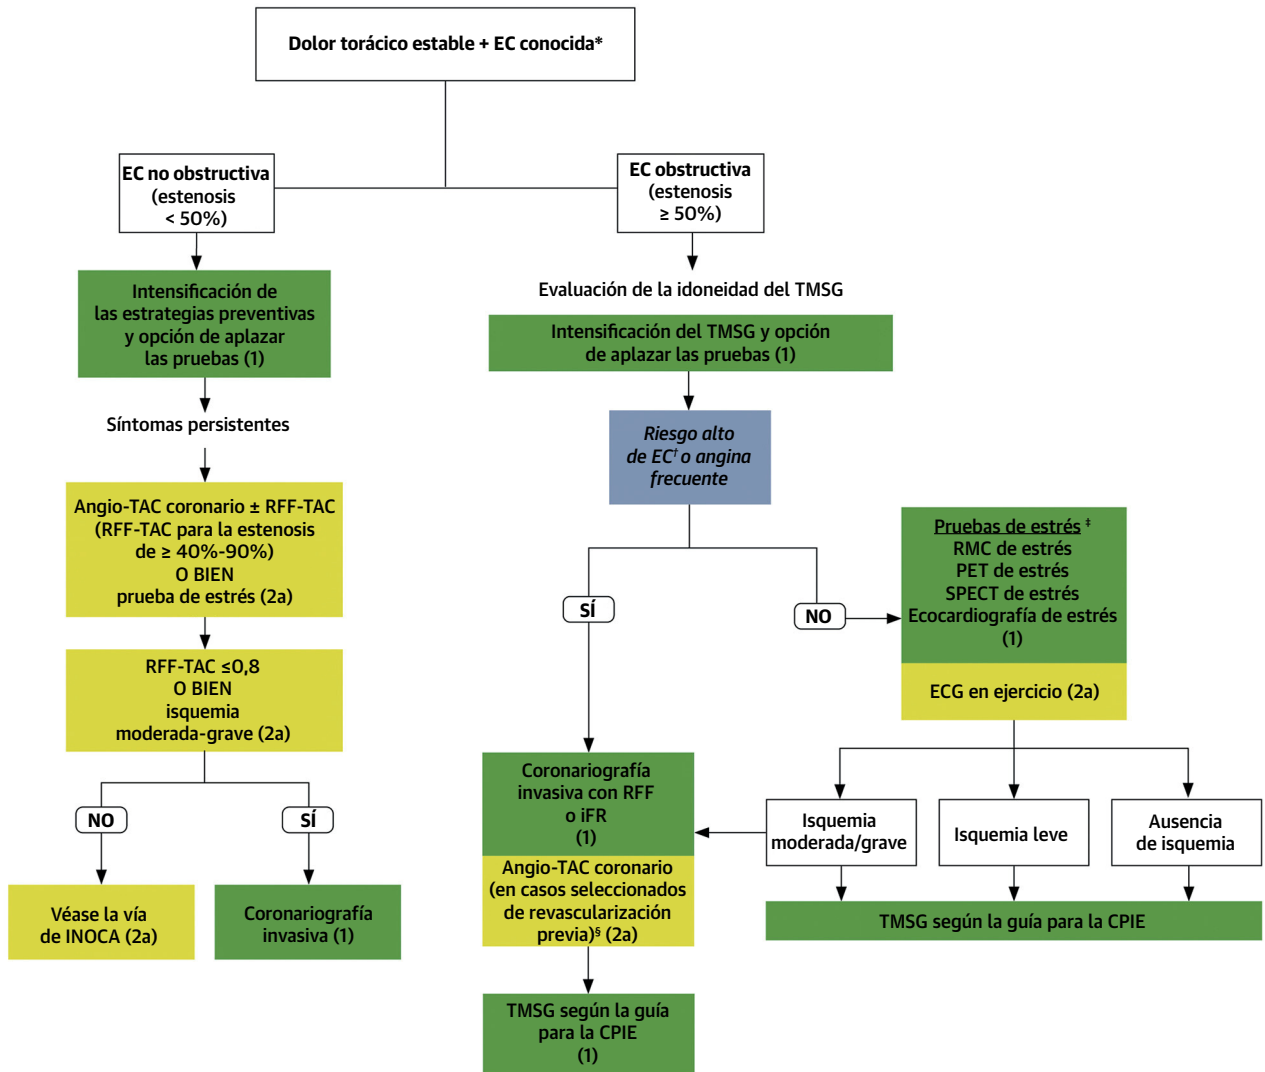 Dolor torácico estable + EC conocida*
EC no obstructiva
(estenosis
< 50%)
EC obstructiva
(estenosis
≥ 50%)
Intensificación de
las estrategias preventivas
y opción de aplazar
las pruebas (1)
Evaluación de la idoneidad del TMSG
Intensificación del TMSG y opción
de aplazar las pruebas (1)
Síntomas persistentes
Riesgo alto
de EC† o angina
frecuente
Angio-TAC coronario ± RFF-TAC
(RFF-TAC para la estenosis
de ≥ 40%-90%)
O BIEN
prueba de estrés (2a)
Pruebas de estrés ‡
RMC de estrés
PET de estrés
SPECT de estrés
Ecocardiografía de estrés
(1)
ECG en ejercicio (2a)
SÍ
NO
RFF-TAC ≤0,8
O BIEN
isquemia
moderada-grave (2a)
NO
SÍ
Véase la vía
de INOCA (2a)
Coronariografía
invasiva (1)
Coronariografía
invasiva con RFF
o iFR
(1)
Angio-TAC coronario
(en casos seleccionados
de revascularización
previa)§ (2a)
Isquemia
moderada/grave
Isquemia leve
Ausencia
de isquemia
TMSG según la guía para la CPIE
TMSG según la guía
para la CPIE
(1)